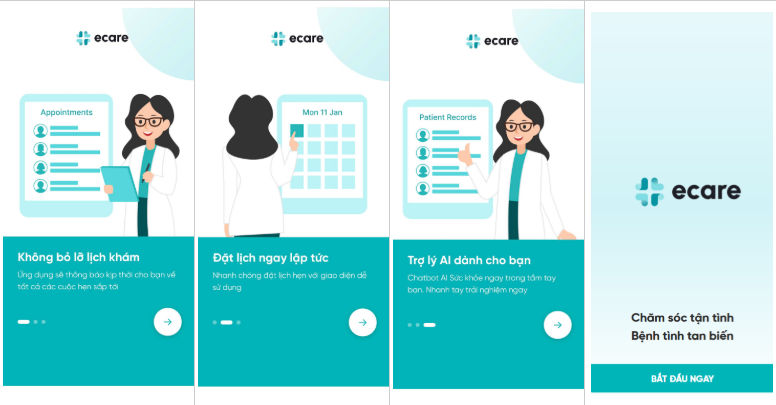 ecare
Appointments
Không bỏ lỡ lịch khám
Ứng dụng sẽ thông báo kịp thời cho bạn về
tất cả các cuộc hẹn sắp tới
ecare
Mon 11 Jan
Đặt lịch ngay lập tức
Nhanh chóng đặt lịch hẹn với giao diện dễ
sử dụng
ecare
Patient Records
Trợ lý AI dành cho bạn
Chatbot AI Sức khỏe ngay trong tầm tay
bạn. Nhanh tay trải nghiệm ngay
ecare
Chăm sóc tận tình
Bệnh tình tan biến
BẮT ĐẦU NGAY